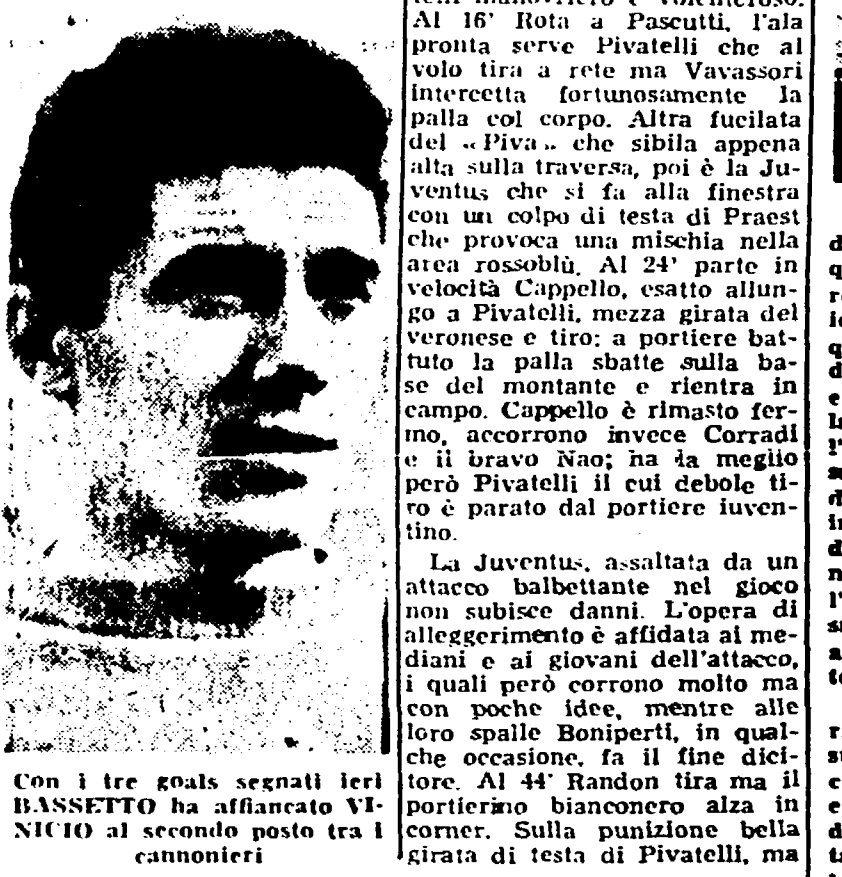 Con i tre goals segnati ieri
BASSETTO ha affiancato VI-
NICIO al secondo posto tra i
cannonieri
Al 16' Rota a Pascutti, l'ala
pronta serve Pivatelli che al
volo tira a rete ma Vavassori
intercetta fortunosamente la
palla col corpo. Altra fucilata
del « Piva » che sibila appena
alta sulla traversa, poi è la Ju-
ventus che si fa alla finestra
con un colpo di testa di Praest
che provoca una mischia nella
area rossoblù. Al 24' parte in
velocità Cappello, esatto allun-
go a Pivatelli, mezza girata del
veronese e tiro: a portiere bat-
tuto la palla sbatte sulla ba-
se del montante e rientra in
campo. Cappello è rimasto fer-
mo, accorrono invece Corradi
e il bravo Nao; ha la meglio
però Pivatelli il cui debole ti-
ro è parato dal portiere iuven-
tino.
La Juventus, assaltata da un
attacco balbettante nel gioco
non subisce danni. L'opera di
alleggerimento è affidata ai me-
diani e ai giovani dell'attacco,
i quali però corrono molto ma
con poche idee, mentre alle
loro spalle Boniperti, in qual-
che occasione, fa il fine dici-
tore. Al 44' Randon tira ma il
portierino bianconero alza in
corner. Sulla punizione bella
girata di testa di Pivatelli, ma